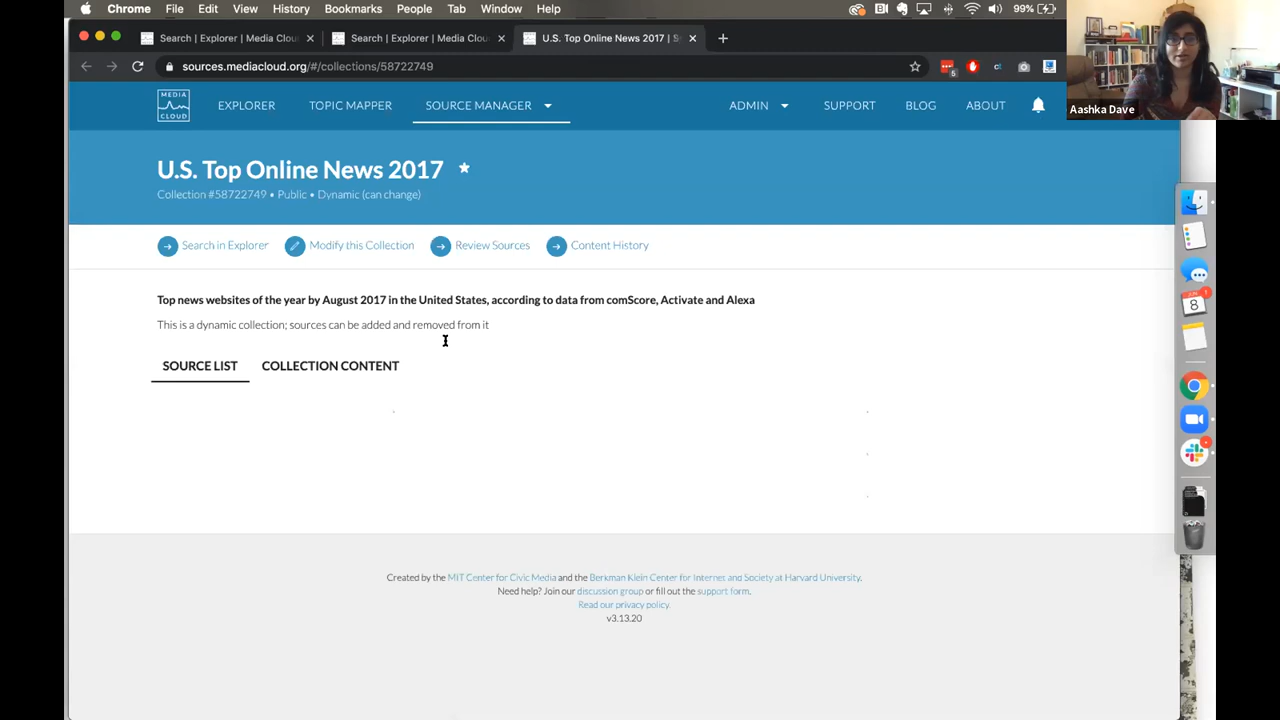 Chrome File Edit View History Bookmarks People Tab Window Help 99%
Search | Explorer | Media Clou
Search | Exp
Clou
U.S. Top Online News 2017 | S
sources.mediacloud.org/#/collections/58722749
5
Aashka Dave
MEDIA
CLOUD
EXPLORER TOPIC MAPPER SOURCE MANAGER ADMIN SUPPORT BLOG ABOUT
U.S. Top Online News 2017
Collection #58722749 • Public • Dynamic (can change)
Search in Explorer Modify this Collection Review Sources Content History
Top news websites of the year by August 2017 in the United States, according to data from comScore, Activate and Alexa
This is a dynamic collection; sources can be added and removed from it
SOURCE LIST COLLECTION CONTENT
JUN
8
1
Created by the MIT Center for Civic Media and the Berkman Klein Center for Internet and Society at Harvard University.
Need help? Join our discussion group or fill out the support form.
Read our privacy policy.
v3.13.20